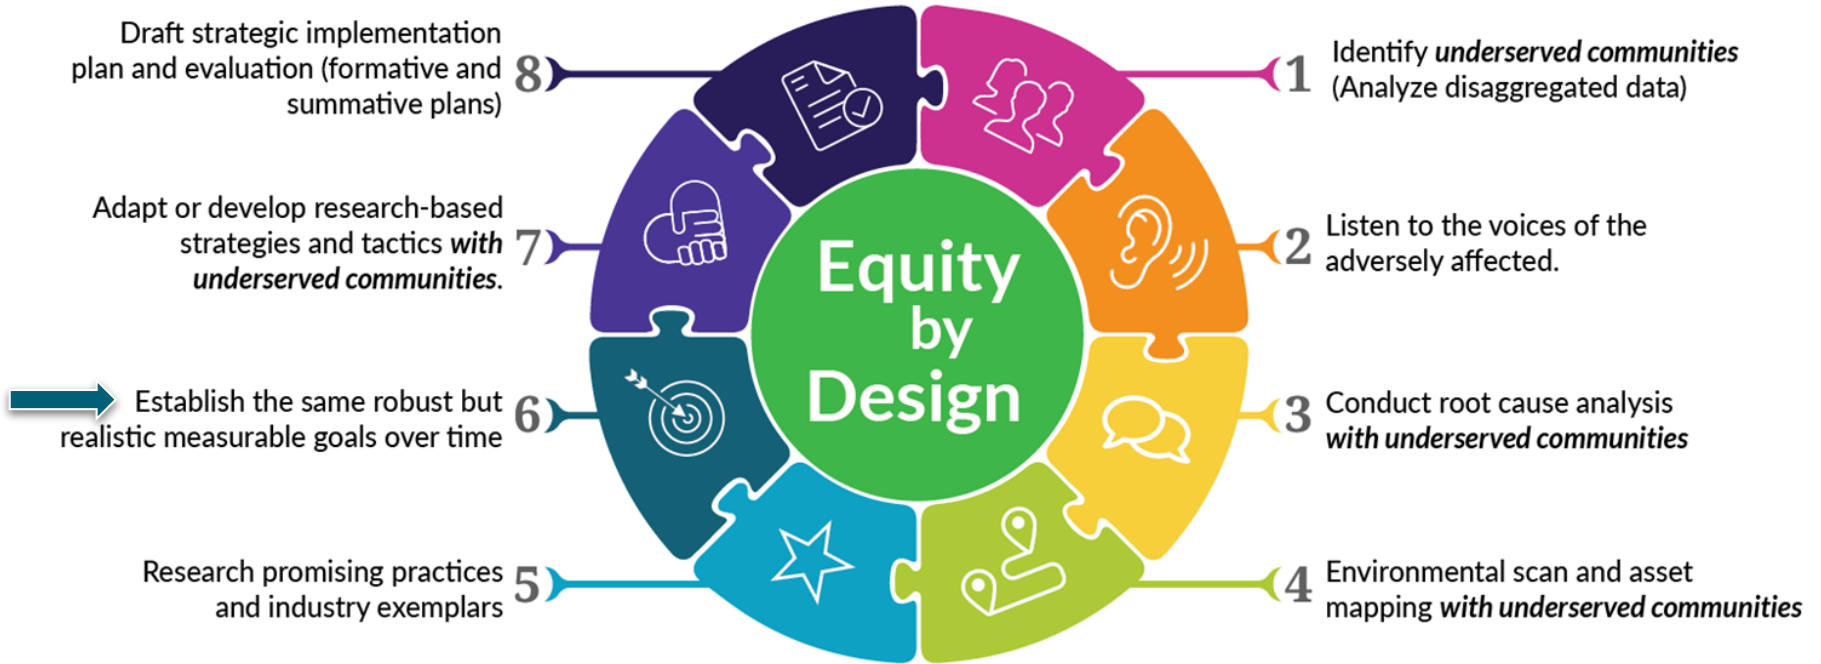 Equity
by
Design
1
Identify underserved communities
(Analyze disaggregated data)
2
Listen to the voices of the
adversely affected.
3
Conduct root cause analysis
with underserved communities
4
Environmental scan and asset
mapping with underserved communities
5
Research promising practices
and industry exemplars
6
Establish the same robust but
realistic measurable goals over time
7
Adapt or develop research-based
strategies and tactics with
underserved communities.
8
Draft strategic implementation
plan and evaluation (formative and
summative plans)